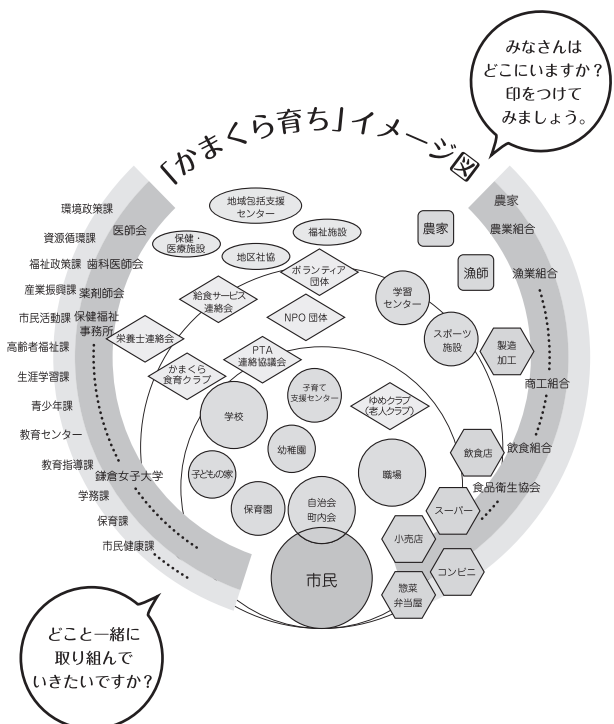 みなさんは
どこにいますか？
印をつけて
みましょう。
「かまくら育ち」イメージ図
環境政策課
資源循環課
福祉政策課
産業振興課
市民活動課
高齢者福祉課
生涯学習課
青少年課
教育センター
教育指導課
学務課
保育課
市民健康課
医師会
歯科医師会
薬剤師会
保健福祉
事務所
鎌倉女子大学
地域包括支援
センター
保健・
医療施設
福祉施設
地区社協
ボランティア
団体
給食サービス
連絡会
NPO 団体
栄養士連絡会
PTA
連絡協議会
かまくら
食育クラブ
学習
センター
スポーツ
施設
農家
漁師
製造
加工
農家
農業組合
漁業組合
商工組合
飲食組合
食品衛生協会
子育て
支援センター
ゆめクラブ
（老人クラブ）
学校
幼稚園
子どもの家
保育園
自治会
町内会
職場
飲食店
スーパー
小売店
コンビニ
惣菜
弁当屋
市民
どこと一緒に
取り組んで
いきたいですか？